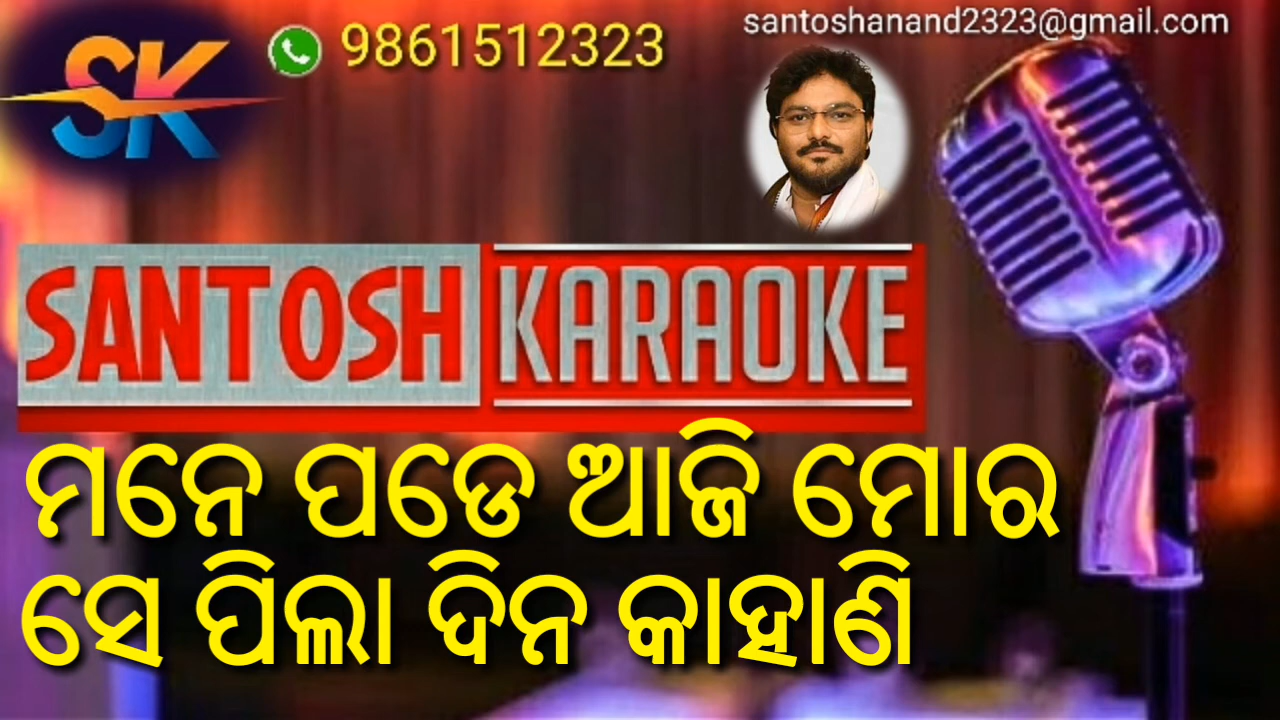 SK
9861512323
santoshanand2323@gmail.com
SANTOSH KARAOKE
ମନେ ପଡେ ଆଜି ମୋର
ସେ ପିଲା ଦିନ କାହାଣି